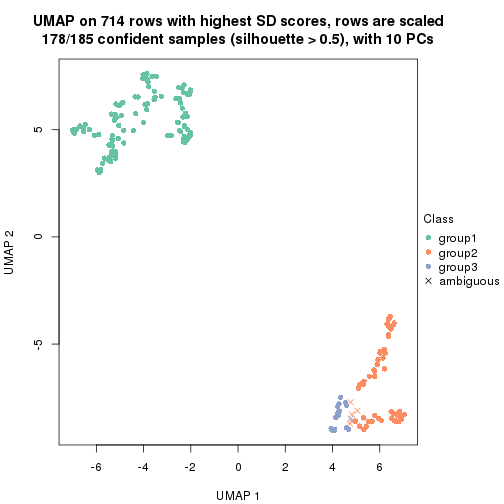 UMAP on 714 rows with highest SD scores, rows are scaled
178/185 confident samples (silhouette > 0.5), with 10 PCs
5
0
-5
UMAP 2
-6
-4
-2
0
2
4
6
UMAP 1
Class
group1
group2
group3
ambiguous